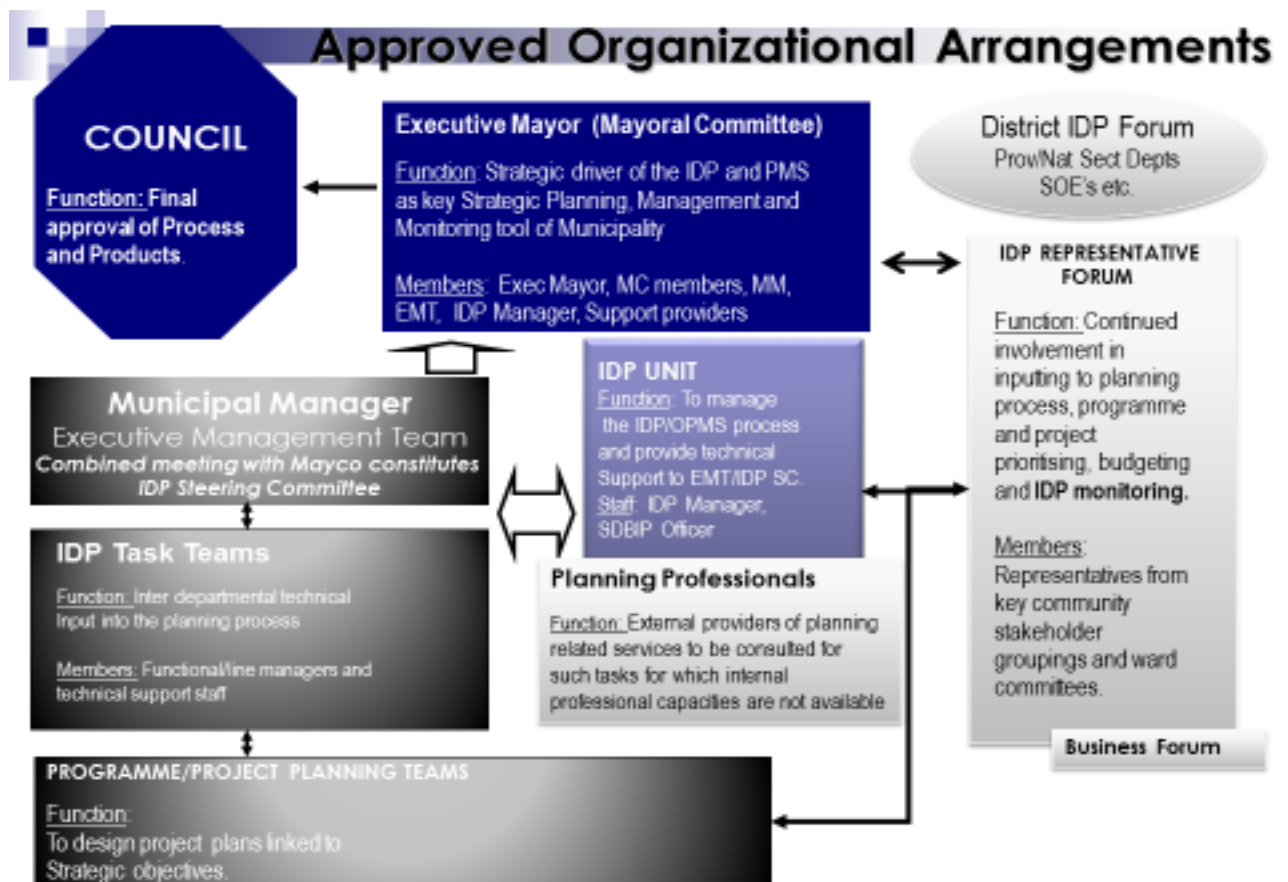 Approved Organizational Arrangements
COUNCIL
Function: Final
approval of Process
and Products.
Executive Mayor (Mayoral Committee)
Function: Strategic driver of the IDP and PMS
as key Strategic Planning, Management and
Monitoring tool of Municipality
Members: Exec Mayor, MC members, MM,
EMT, IDP Manager, Support providers
District IDP Forum
Prov/Nat Sect Depts
SOE's etc.
IDP REPRESENTATIVE
FORUM
Function: Continued
involvement in
inputing to planning
process, programme
and project
prioritising, budgeting
and IDP monitoring.
Members:
Representatives from
key community
stakeholder
groupings and ward
committees.
Business Forum
Municipal Manager
Executive Management Team
Combined meeting with Mayco constitutes
IDP Steering Committee
IDP UNIT
Function: To manage
the IDP/OPMS process
and provide technical
Support to EMT/IDP SC.
Staff: IDP Manager,
SDBIP Officer
IDP Task Teams
Function: Inter departmental technical
Input into the planning process
Members: Functional/line managers and
technical support staff
Planning Professionals
Function: External providers of planning
related services to be consulted for
such tasks for which internal
professional capacities are not available
PROGRAMME/PROJECT PLANNING TEAMS
Function:
To design project plans linked to
Strategic objectives.